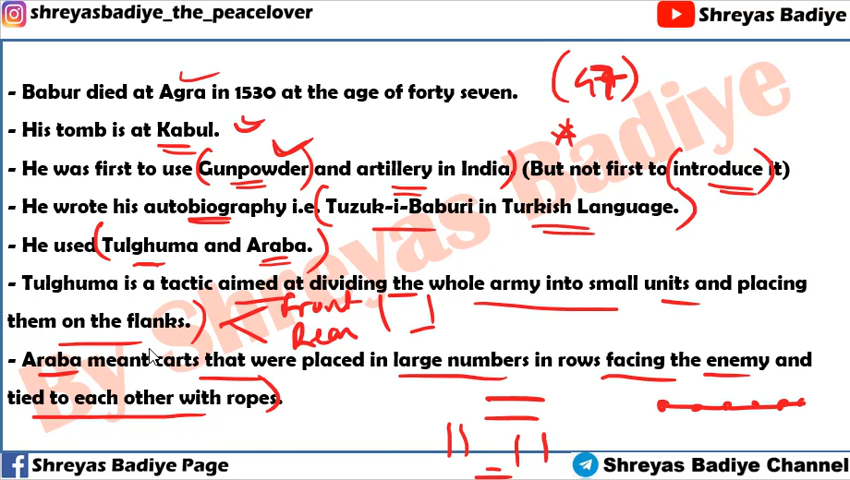 shreyasbadiye_the_peacelover
Shreyas Badiye
- Babur died at Agra in 1530 at the age of forty seven.
(47)
- His tomb is at Kabul.
- He was first to use Gunpowder and artillery in India. (But not first to introduce it)
- He wrote his autobiography i.e. Tuzuk-i-Baburi in Turkish Language.
- He used Tulghuma and Araba.
- Tulghuma is a tactic aimed at dividing the whole army into small units and placing
them on the flanks.
Front
Rear
- Araba meant carts that were placed in large numbers in rows facing the enemy and
tied to each other with ropes.
By Shreyas Badiye
Shreyas Badiye Page
Shreyas Badiye Channel